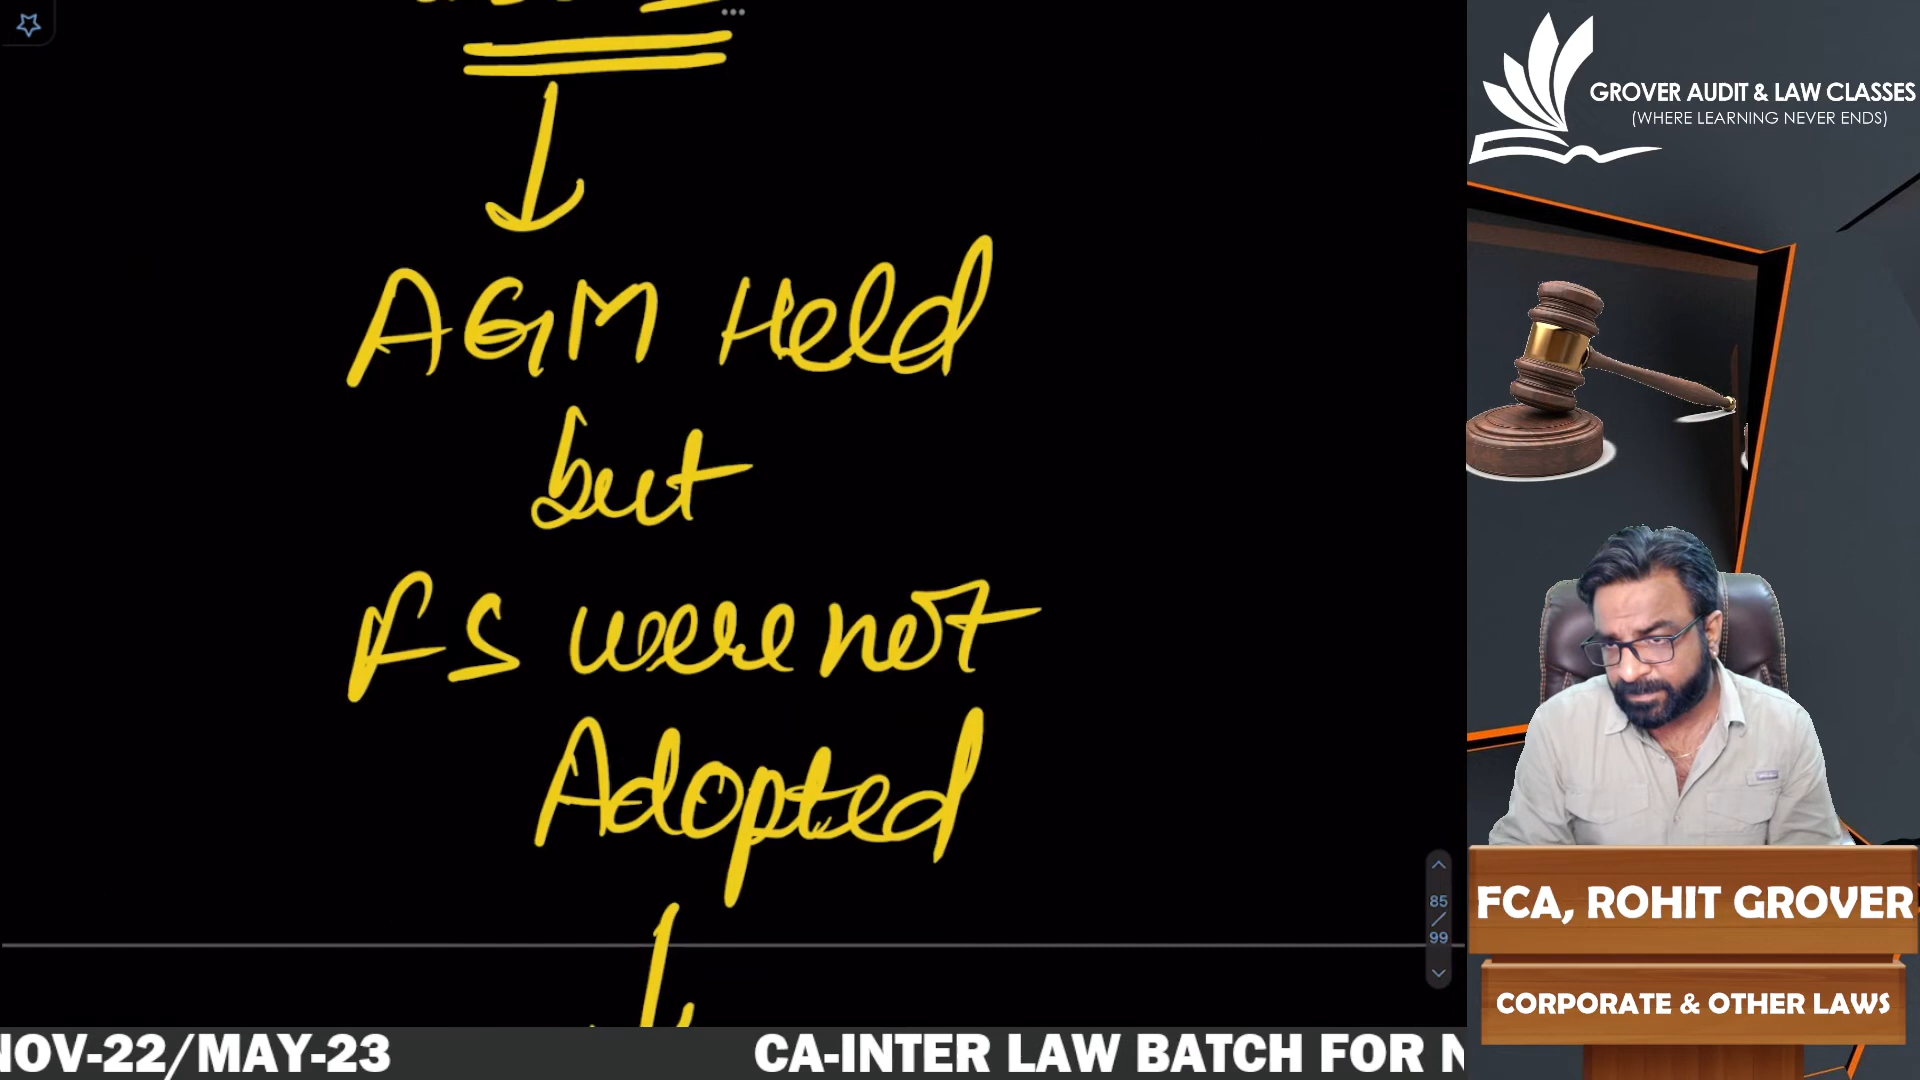 AGM Held
but
FS were not
Adopted
85
99
GROVER AUDIT & LAW CLASSES
(WHERE LEARNING NEVER ENDS)
FCA, ROHIT GROVER
CORPORATE & OTHER LAWS
NOV-22/MAY-23 CA-INTER LAW BATCH FOR N